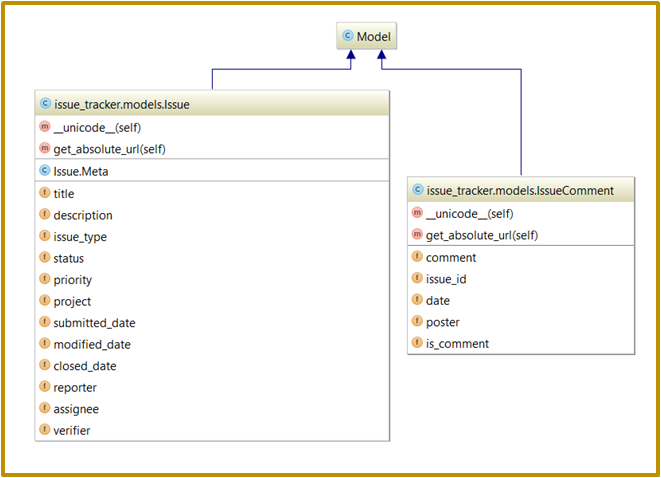 Model
issue_tracker.models.Issue
__unicode__(self)
get_absolute_url(self)
Issue.Meta
title
description
issue_type
status
priority
project
submitted_date
modified_date
closed_date
reporter
assignee
verifier
issue_tracker.models.IssueComment
__unicode__(self)
get_absolute_url(self)
comment
issue_id
date
poster
is_comment